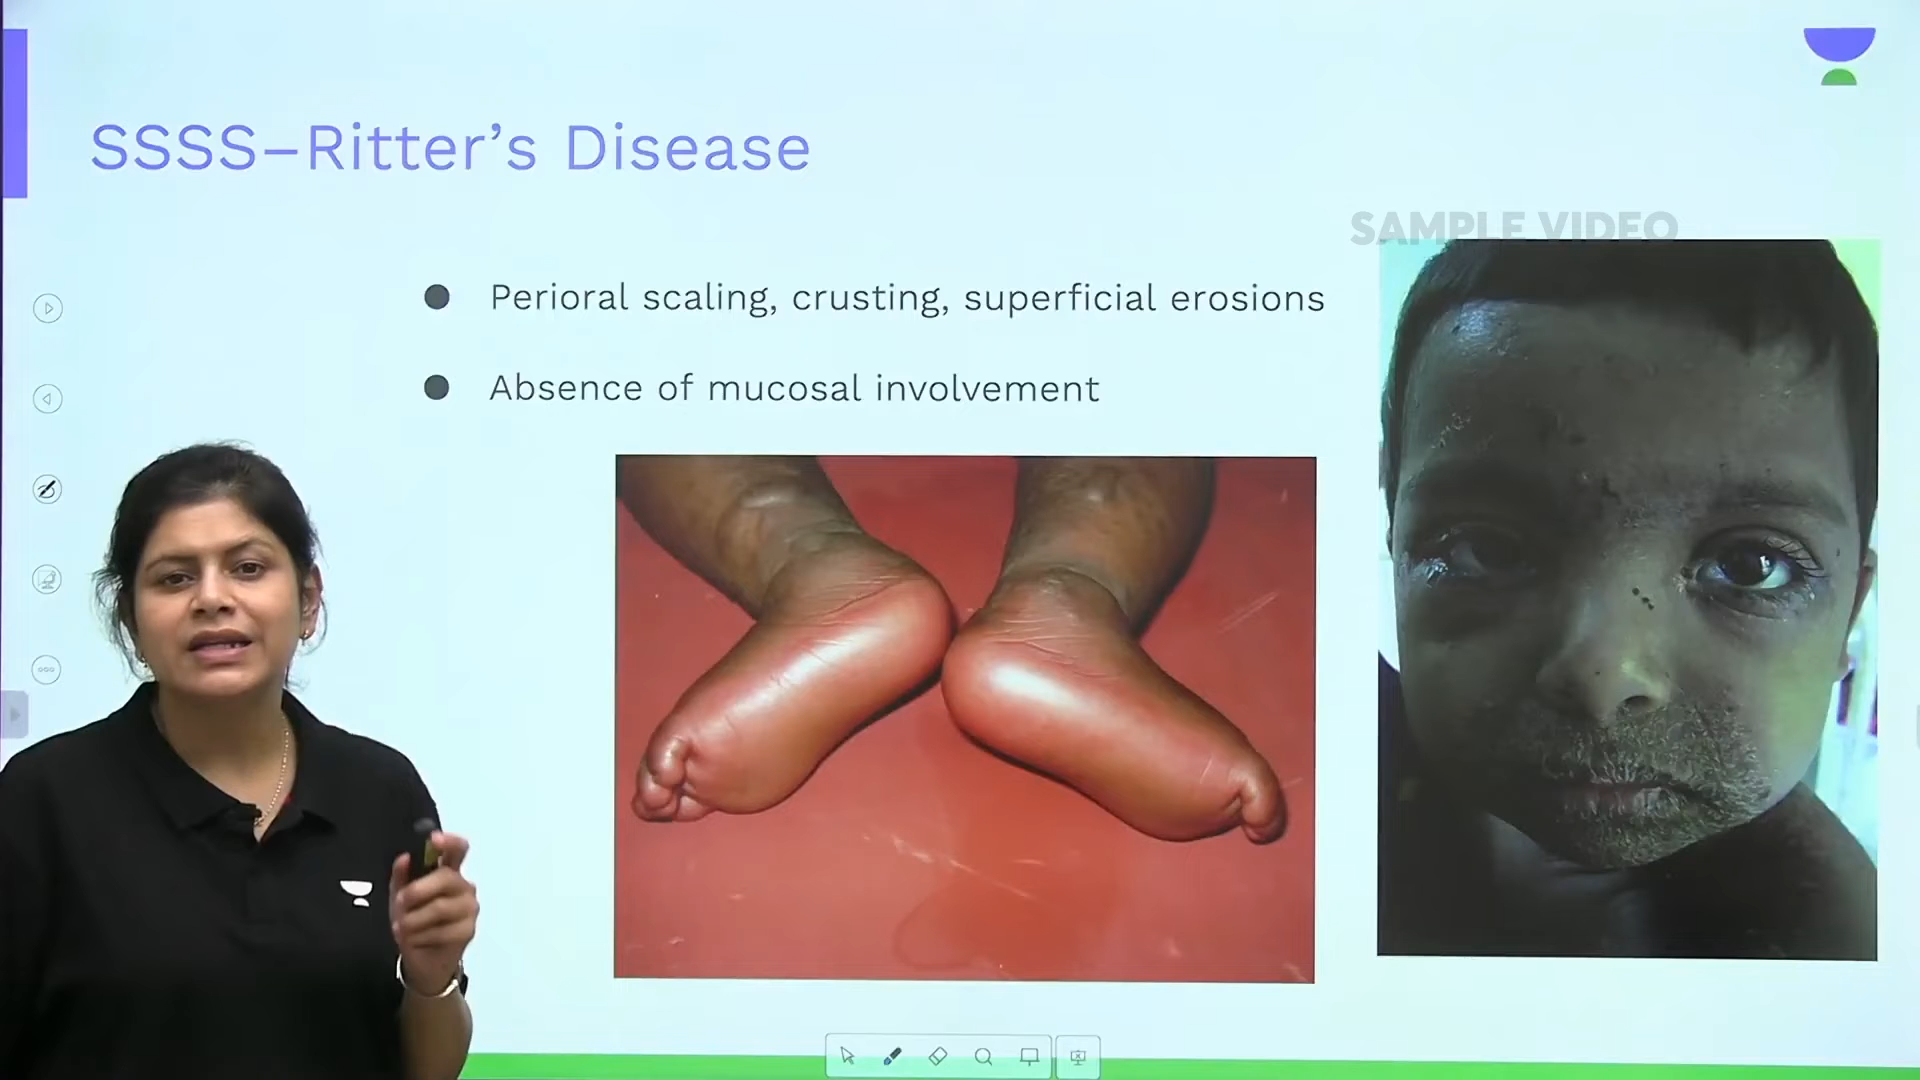 SSSS–Ritter’s Disease
SAMPLE VIDEO
Perioral scaling, crusting, superficial erosions
Absence of mucosal involvement